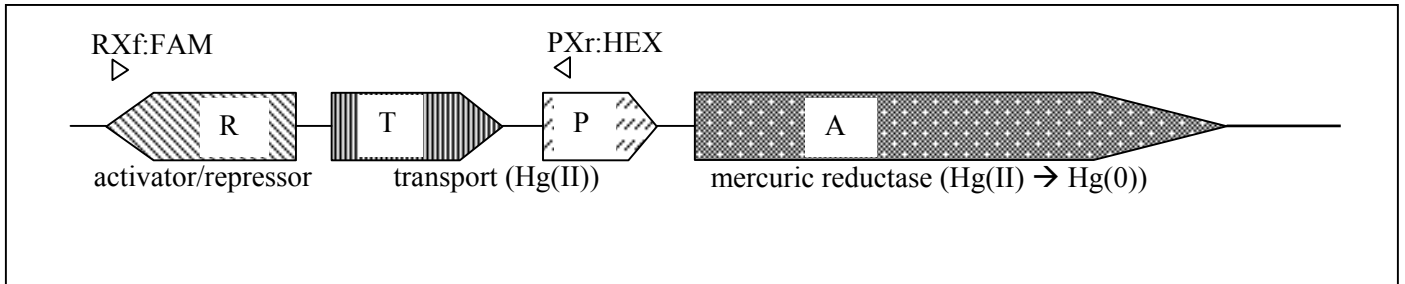 RXf:FAM PXr:HEX
R T P A
activator/repressor transport (Hg(II)) mercuric reductase (Hg(II) → Hg(0))